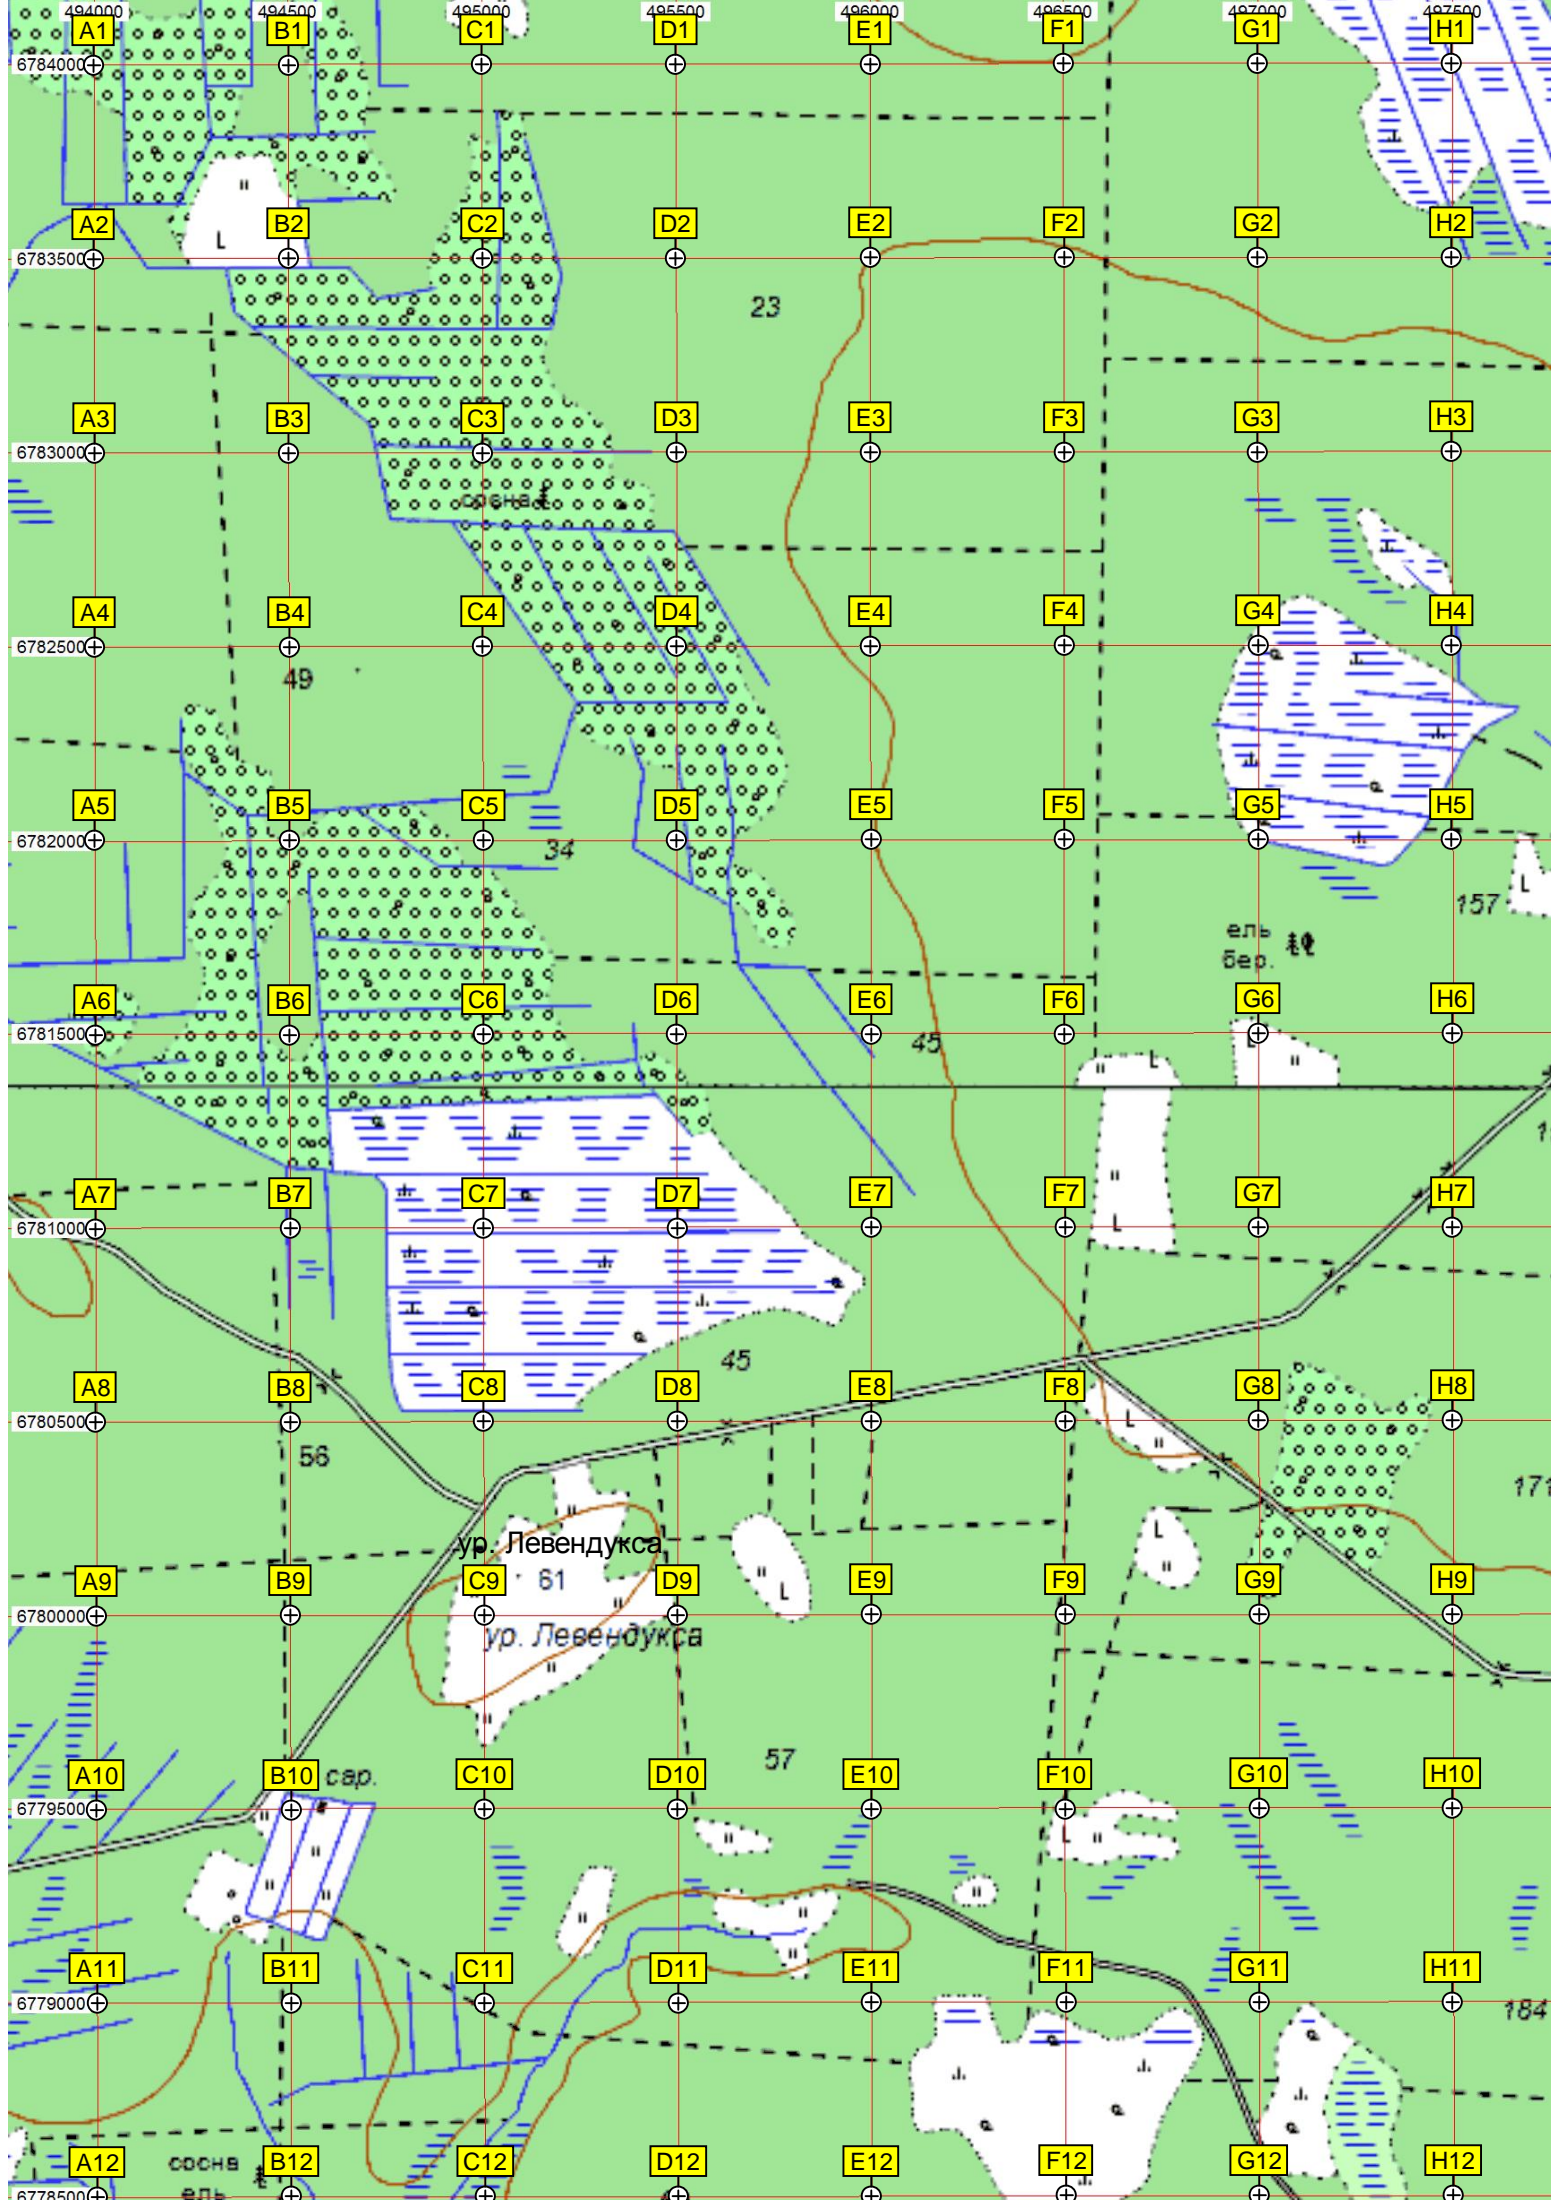 494000 494500 495000 495500 496000 496500 497000 497500
A1 B1 C1 D1 E1 F1 G1 H1
6784000
L
A2 B2 C2 D2 E2 F2 G2 H2
6783500
23
A3 B3 C3 D3 E3 F3 G3 H3
6783000
сосна
A4 B4 C4 D4 E4 F4 G4 H4
6782500
49
A5 B5 C5 D5 E5 F5 G5 H5
6782000
34
L
157
ель
бер.
A6 B6 C6 D6 E6 F6 G6 H6
6781500
45
L
L
A7 B7 C7 D7 E7 F7 G7 H7
6781000
L
45
A8 B8 C8 D8 E8 F8 G8 H8
6780500
L
56
171
L
ур. Левендукса
A9 B9 C9 61 D9 E9 F9 G9 H9
L
6780000
ур. Левендукса
57
A10 B10 сар. C10 D10 E10 F10 G10 H10
6779500
L
A11 B11 C11 D11 E11 F11 G11 H11
6779000
184
A12 сосна B12 C12 D12 E12 F12 G12 H12
ель
6778500